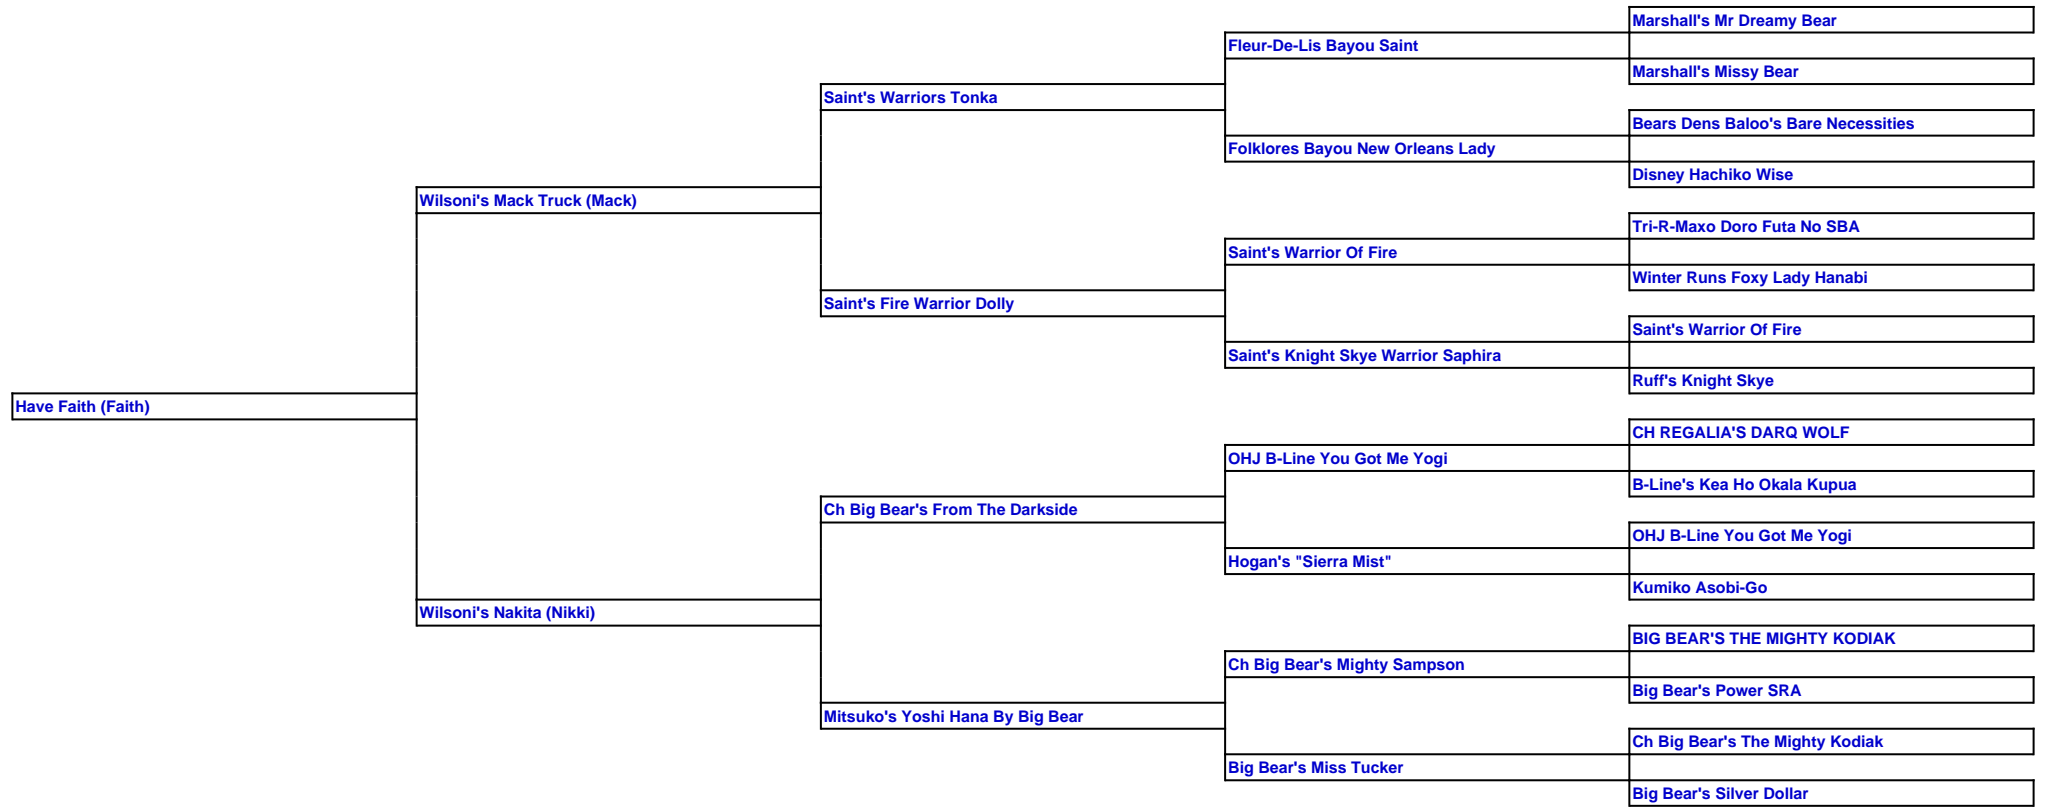 Marshall's Mr Dreamy Bear
Fleur-De-Lis Bayou Saint
Marshall's Missy Bear
Saint's Warriors Tonka
Bears Dens Baloo's Bare Necessities
Folklores Bayou New Orleans Lady
Disney Hachiko Wise
Wilsoni's Mack Truck (Mack)
Tri-R-Maxo Doro Futa No SBA
Saint's Warrior Of Fire
Winter Runs Foxy Lady Hanabi
Saint's Fire Warrior Dolly
Saint's Warrior Of Fire
Saint's Knight Skye Warrior Saphira
Ruff's Knight Skye
Have Faith (Faith)
CH REGALIA'S DARQ WOLF
OHJ B-Line You Got Me Yogi
B-Line's Kea Ho Okala Kupua
Ch Big Bear's From The Darkside
OHJ B-Line You Got Me Yogi
Hogan's "Sierra Mist"
Kumiko Asobi-Go
Wilsoni's Nakita (Nikki)
BIG BEAR'S THE MIGHTY KODIAK
Ch Big Bear's Mighty Sampson
Big Bear's Power SRA
Mitsuko's Yoshi Hana By Big Bear
Ch Big Bear's The Mighty Kodiak
Big Bear's Miss Tucker
Big Bear's Silver Dollar